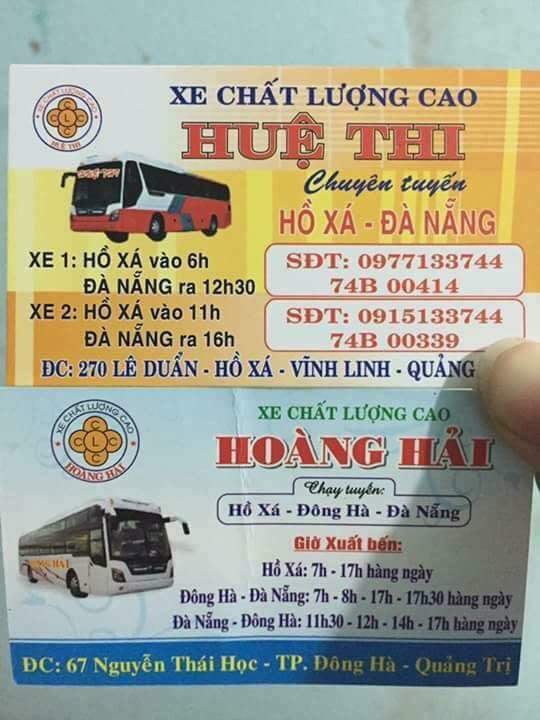 XE CHẤT LƯỢNG CAO
HUỆ THI
XE CHẤT LƯỢNG CAO
HUỆ THI
Chuyên tuyến
HỒ XÁ - ĐÀ NẴNG
XE 1: HỒ XÁ vào 6h
ĐÀ NẴNG ra 12h30
SĐT: 0977133744
74B 00414
XE 2: HỒ XÁ vào 11h
ĐÀ NẴNG ra 16h
SĐT: 0915133744
74B 00339
ĐC: 270 LÊ DUẨN - HỒ XÁ - VĨNH LINH - QUẢNG
XE CHẤT LƯỢNG CAO
HOÀNG HẢI
XE CHẤT LƯỢNG CAO
HOÀNG HẢI
Chạy tuyến:
Hồ Xá - Đông Hà - Đà Nẵng
Giờ Xuất bến:
Hồ Xá: 7h - 17h hàng ngày
Đông Hà - Đà Nẵng: 7h - 8h - 17h - 17h30 hàng ngày
Đà Nẵng - Đông Hà: 11h30 - 12h - 14h - 17h hàng ngày
ĐC: 67 Nguyễn Thái Học - TP. Đông Hà - Quảng Trị